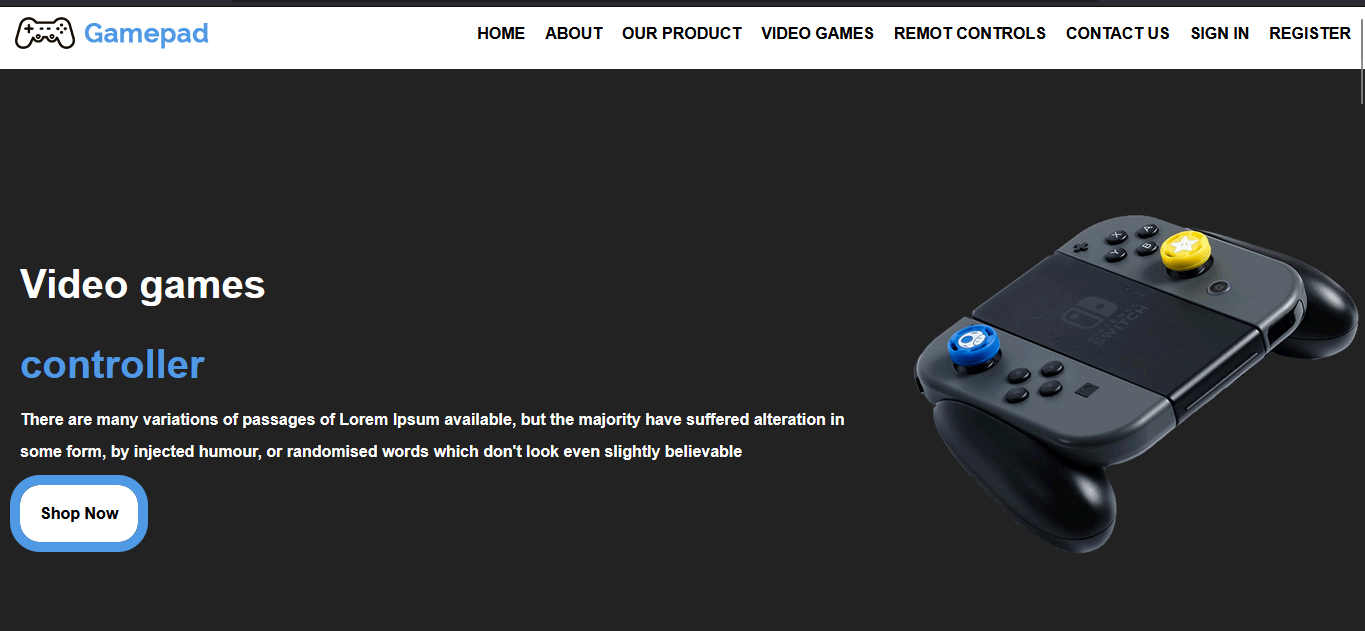 Gamepad
HOME ABOUT OUR PRODUCT VIDEO GAMES REMOT CONTROLS CONTACT US SIGN IN REGISTER
Video games
controller
There are many variations of passages of Lorem Ipsum available, but the majority have suffered alteration in
some form, by injected humour, or randomised words which don't look even slightly believable
Shop Now
X
A
Y
B
SWITCH